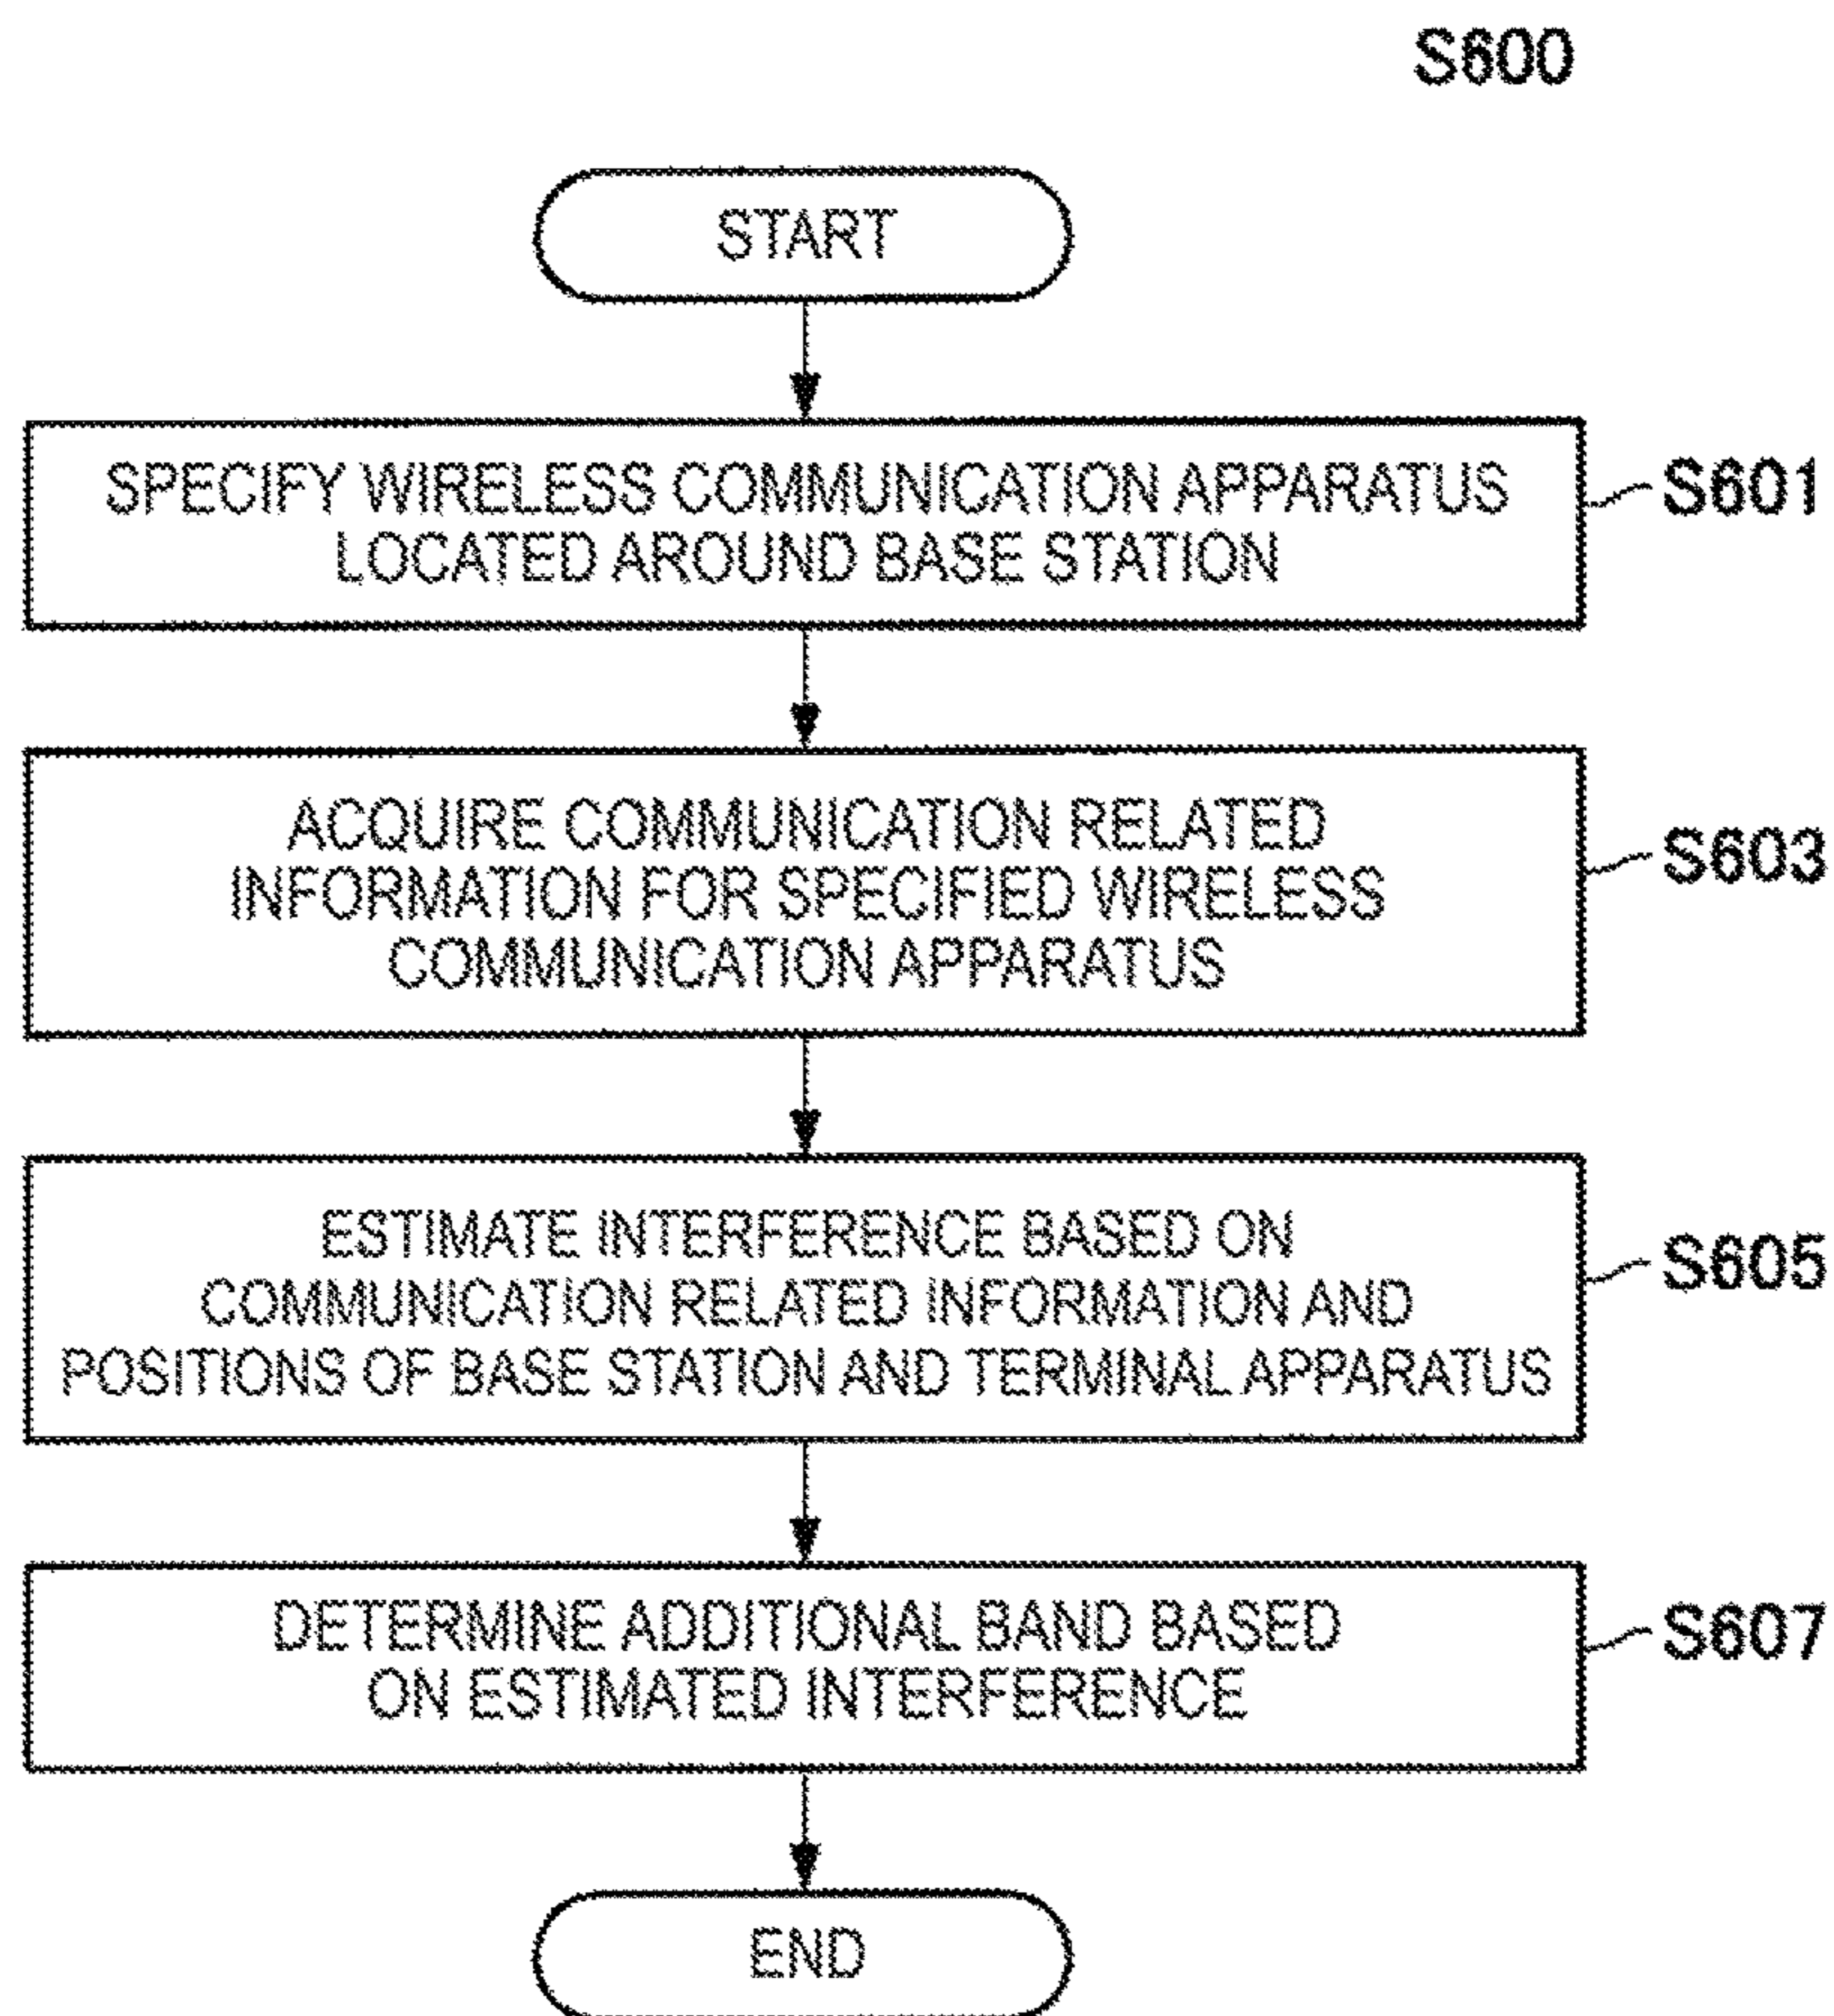 S600
START
SPECIFY WIRELESS COMMUNICATION APPARATUS
LOCATED AROUND BASE STATION
S601
ACQUIRE COMMUNICATION RELATED
INFORMATION FOR SPECIFIED WIRELESS
COMMUNICATION APPARATUS
S603
ESTIMATE INTERFERENCE BASED ON
COMMUNICATION RELATED INFORMATION AND
POSITIONS OF BASE STATION AND TERMINAL APPARATUS
S605
DETERMINE ADDITIONAL BAND BASED
ON ESTIMATED INTERFERENCE
S607
END